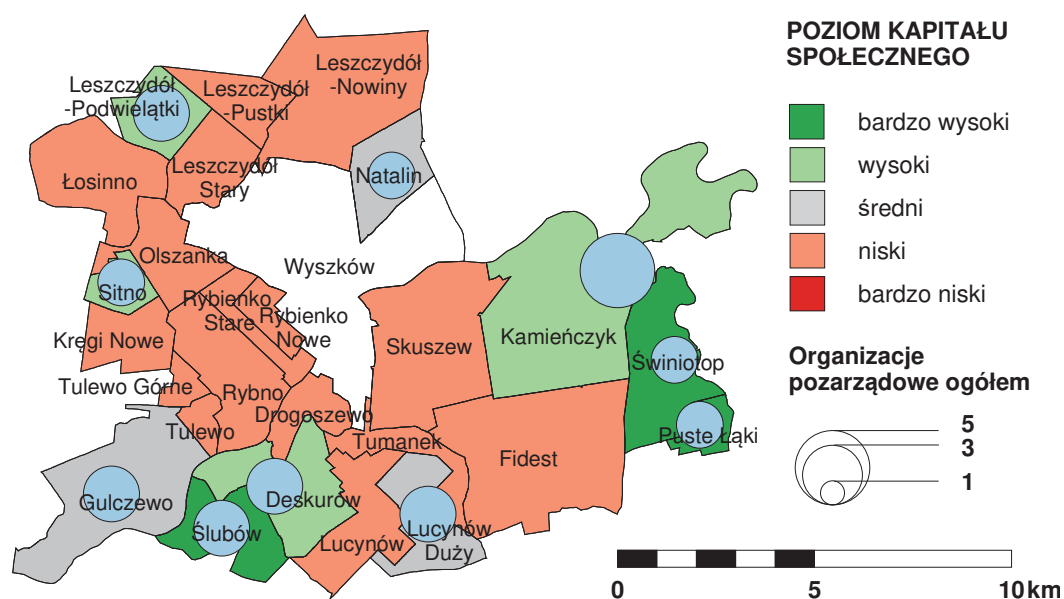 POZIOM KAPITAŁU
SPOŁECZNEGO
bardzo wysoki
wysoki
średni
niski
bardzo niski
Organizacje
pozarządowe ogółem
5
3
1
0
5
10 km
Leszczydół
-Nowiny
Leszczydół
-Podwielątki
Leszczydół
-Pustki
Leszczydół
Stary
Natalin
Łosinno
Olszanka
Wyszków
Sitno
Rybienko
Stare
Rybienko
Nowe
Kręgi Nowe
Skuszew
Kamieńczyk
Świniotop
Tulewo Górne
Rybno
Drogoszewo
Tulewo
Tumanek
Puste Łąki
Fidest
Gulczewo
Deskurów
Ślubów
Lucynów
Lucynów
Duży